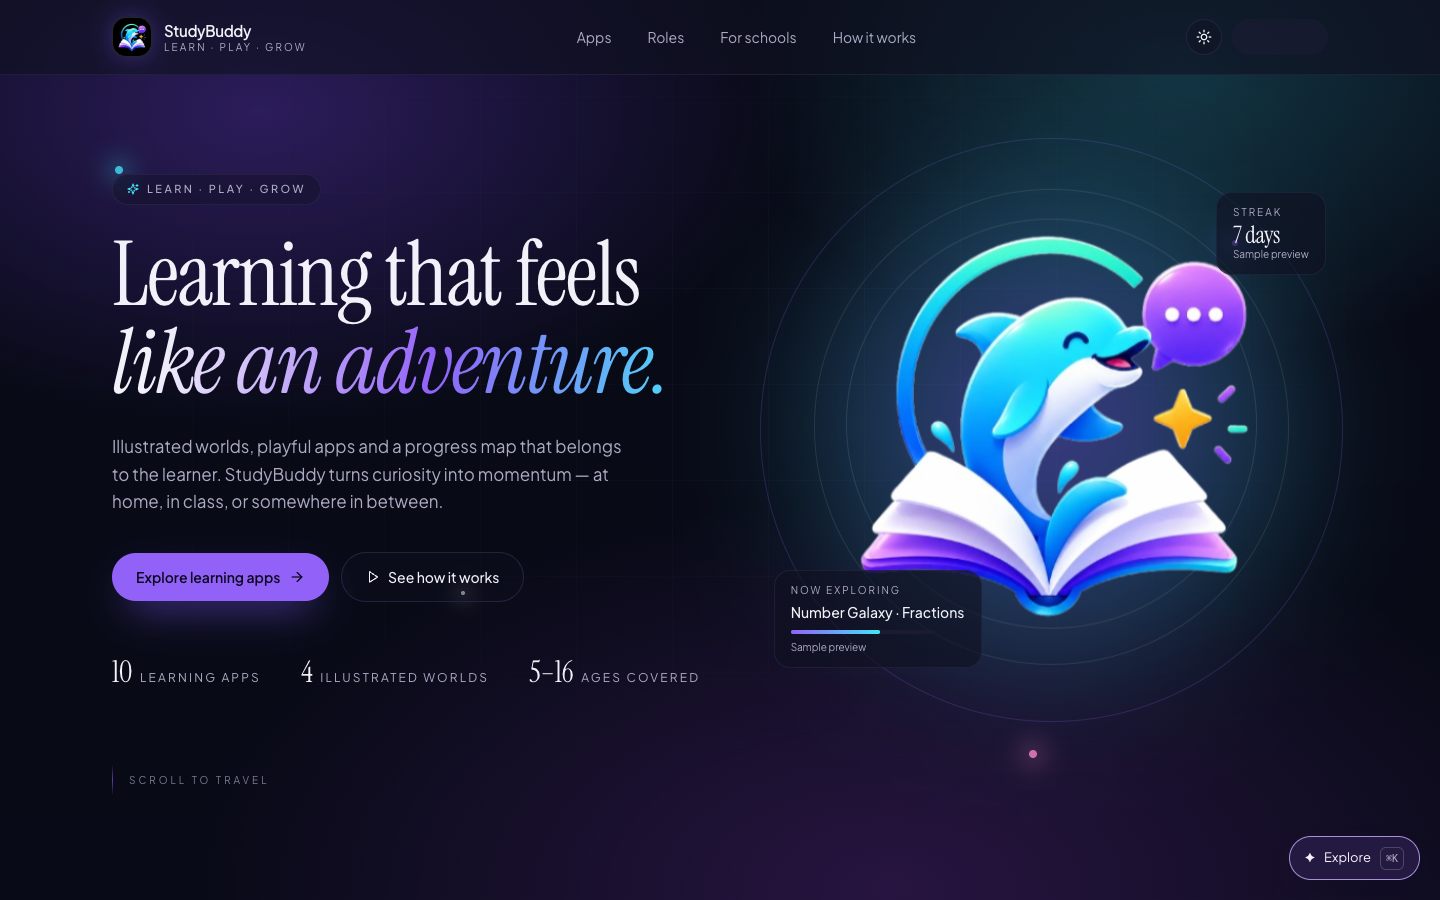 StudyBuddy
LEARN · PLAY · GROW
Apps
Roles
For schools
How it works
LEARN · PLAY · GROW
Learning that feels
like an adventure.
Illustrated worlds, playful apps and a progress map that belongs
to the learner. StudyBuddy turns curiosity into momentum — at
home, in class, or somewhere in between.
Explore learning apps
See how it works
10 LEARNING APPS
4 ILLUSTRATED WORLDS
5–16 AGES COVERED
SCROLL TO TRAVEL
STREAK
7 days
Sample preview
NOW EXPLORING
Number Galaxy · Fractions
Sample preview
Explore ⌘K